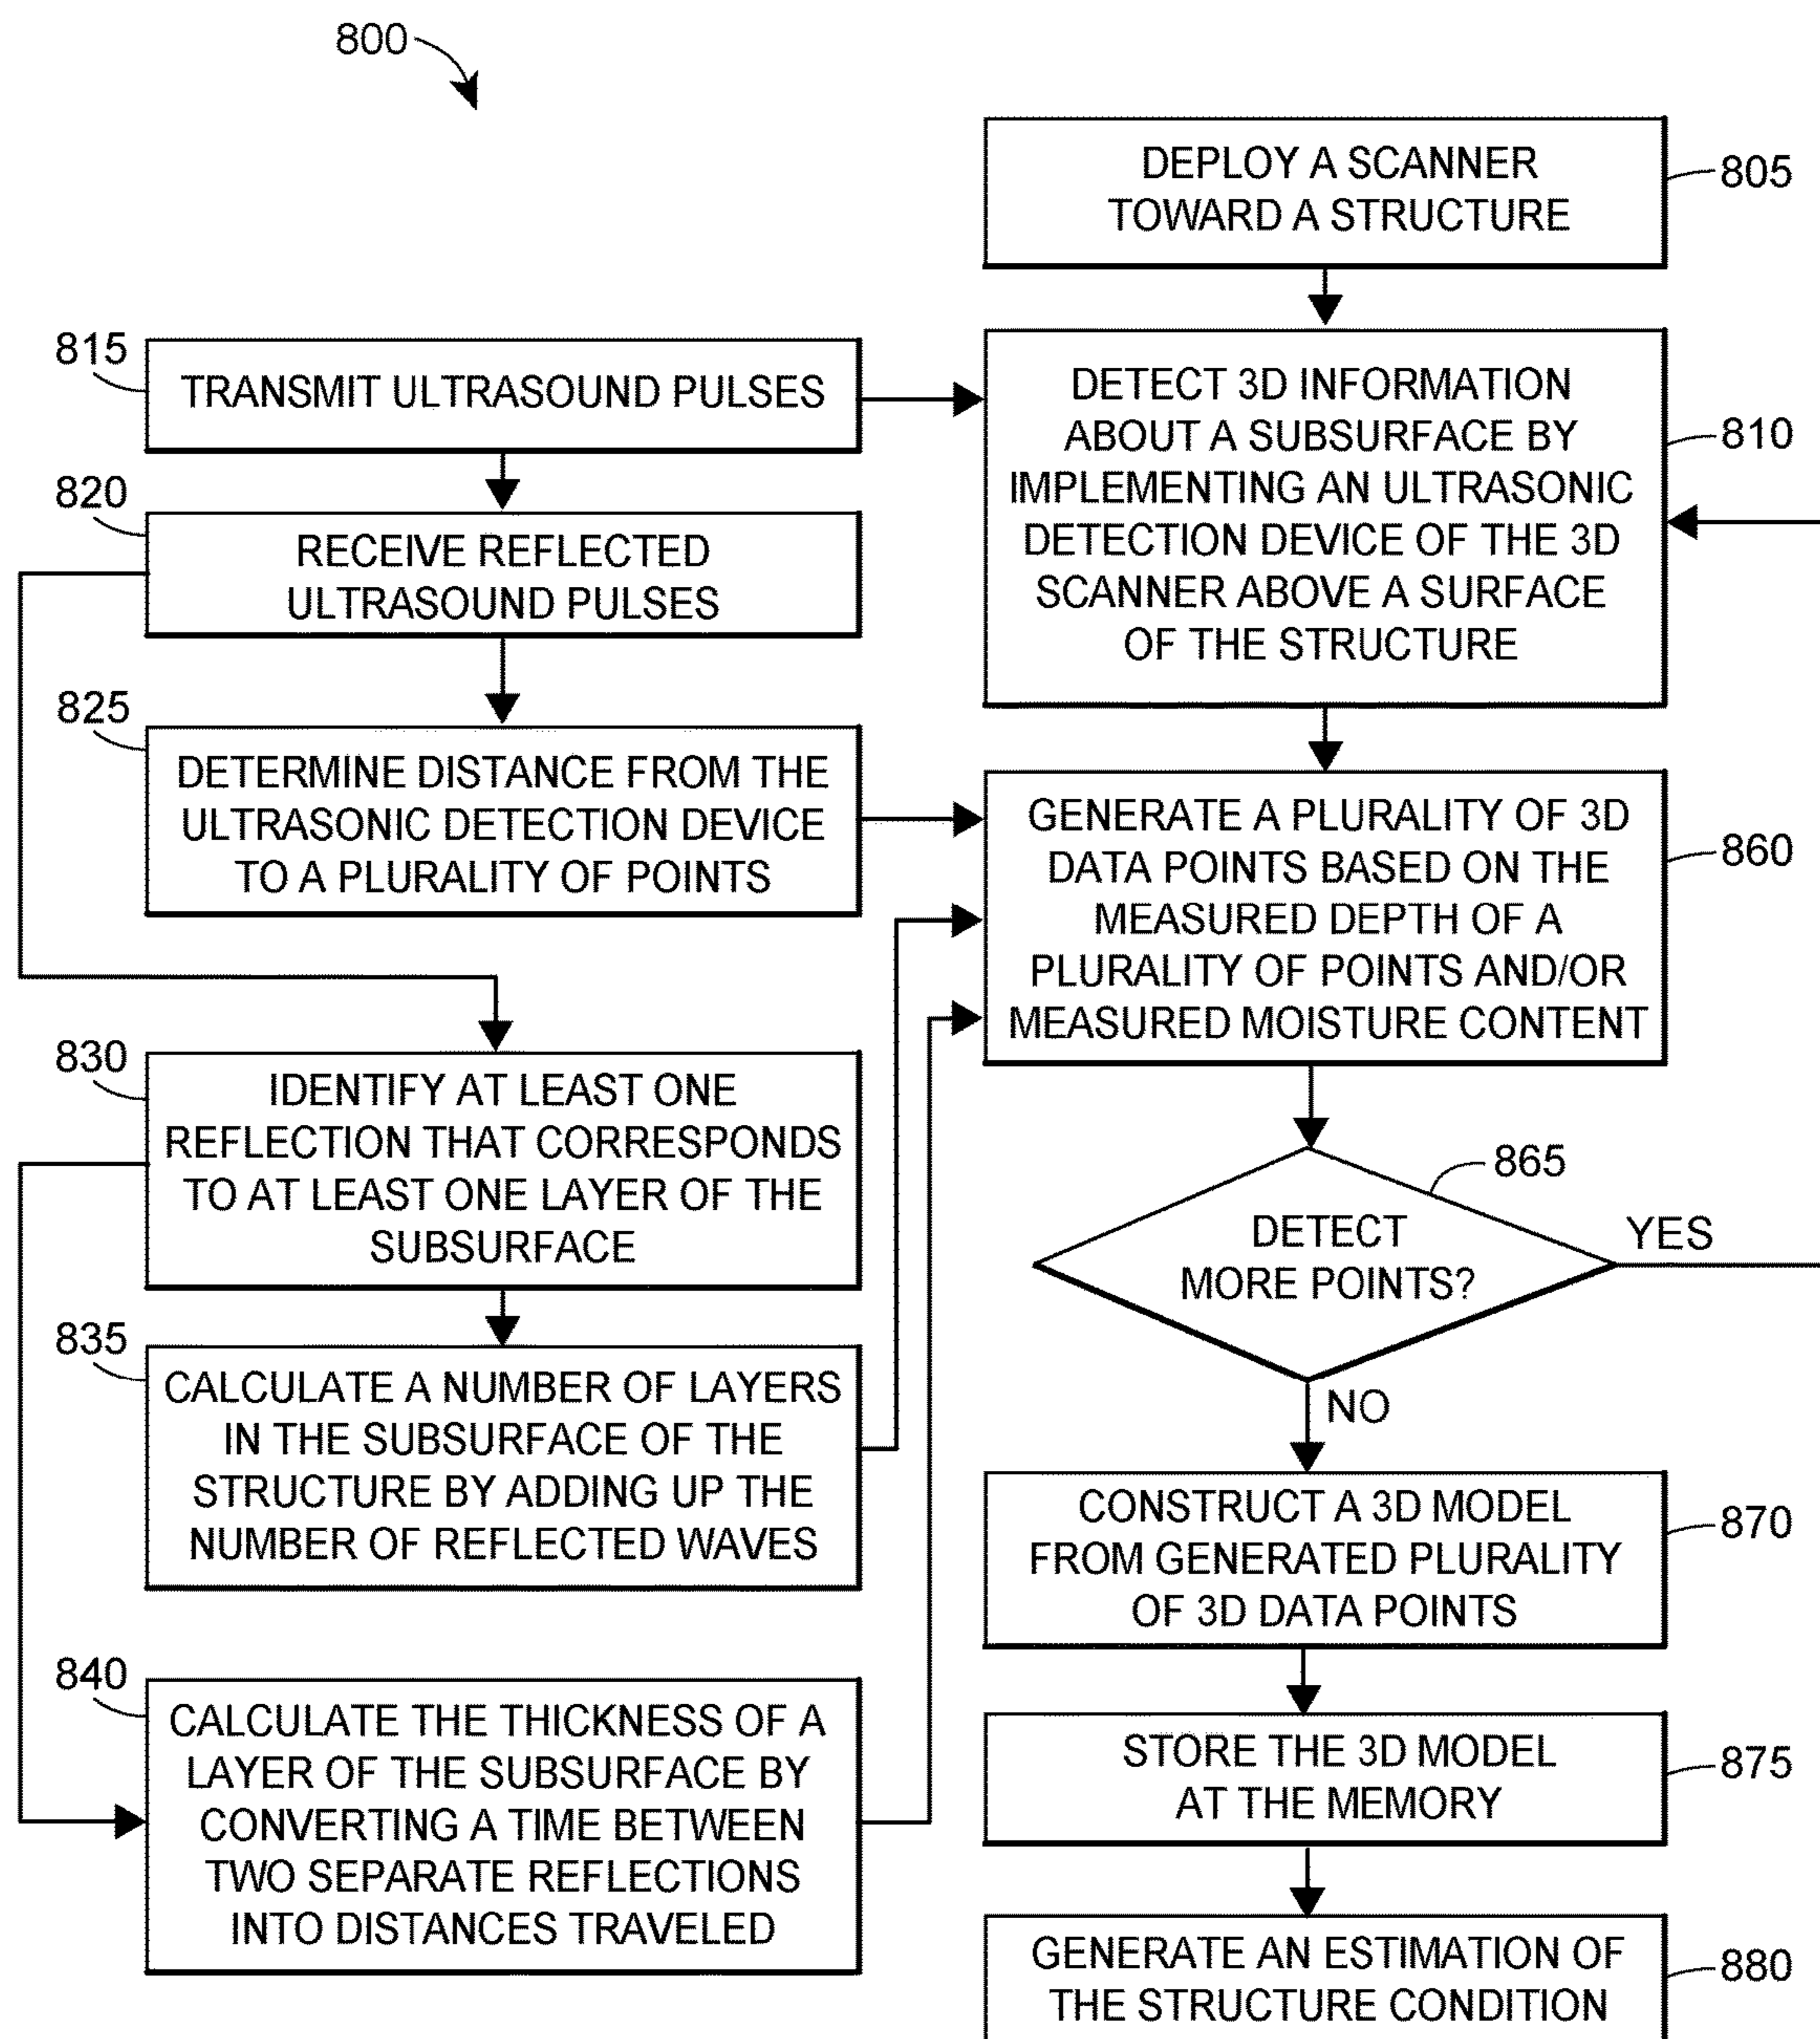 800
DEPLOY A SCANNER
TOWARD A STRUCTURE
805
815
TRANSMIT ULTRASOUND PULSES
DETECT 3D INFORMATION
ABOUT A SUBSURFACE BY
IMPLEMENTING AN ULTRASONIC
DETECTION DEVICE OF THE 3D
SCANNER ABOVE A SURFACE
OF THE STRUCTURE
810
820
RECEIVE REFLECTED
ULTRASOUND PULSES
825
DETERMINE DISTANCE FROM THE
ULTRASONIC DETECTION DEVICE
TO A PLURALITY OF POINTS
GENERATE A PLURALITY OF 3D
DATA POINTS BASED ON THE
MEASURED DEPTH OF A
PLURALITY OF POINTS AND/OR
MEASURED MOISTURE CONTENT
860
830
IDENTIFY AT LEAST ONE
REFLECTION THAT CORRESPONDS
TO AT LEAST ONE LAYER OF THE
SUBSURFACE
865
DETECT
MORE POINTS?
YES
NO
835
CALCULATE A NUMBER OF LAYERS
IN THE SUBSURFACE OF THE
STRUCTURE BY ADDING UP THE
NUMBER OF REFLECTED WAVES
CONSTRUCT A 3D MODEL
FROM GENERATED PLURALITY
OF 3D DATA POINTS
870
840
CALCULATE THE THICKNESS OF A
LAYER OF THE SUBSURFACE BY
CONVERTING A TIME BETWEEN
TWO SEPARATE REFLECTIONS
INTO DISTANCES TRAVELED
STORE THE 3D MODEL
AT THE MEMORY
875
GENERATE AN ESTIMATION OF
THE STRUCTURE CONDITION
880